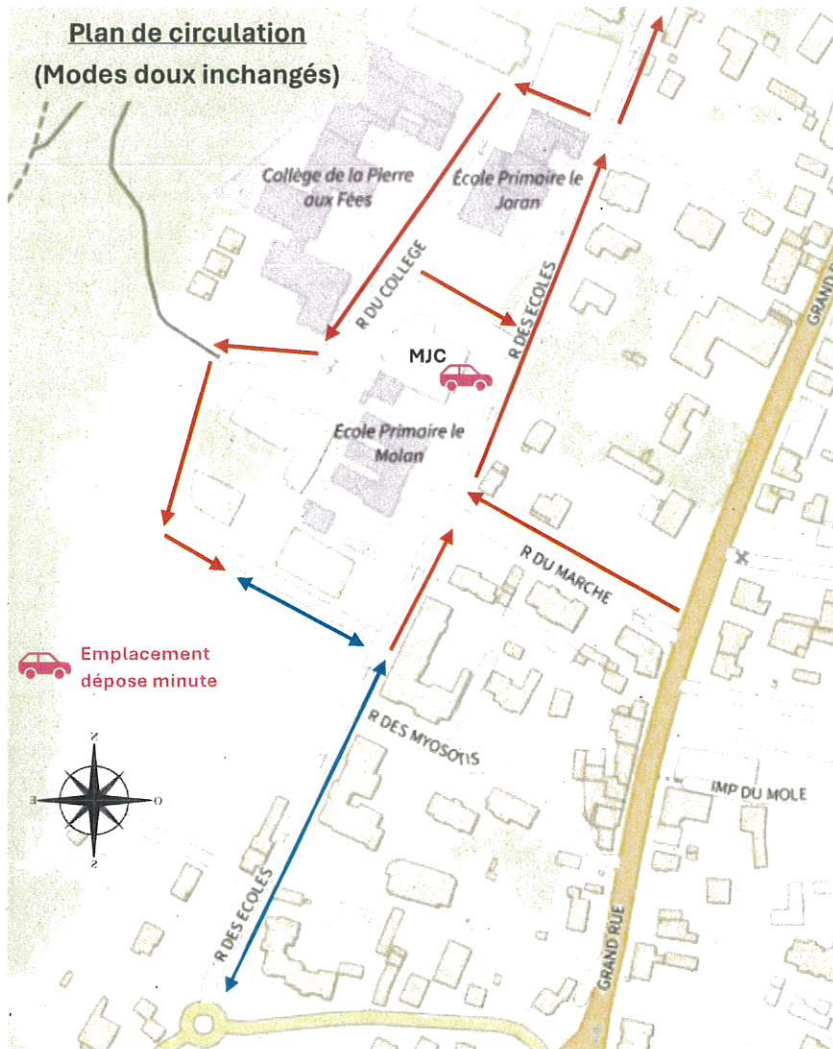 Plan de circulation
(Modes doux inchangés)
Collège de la Pierre
aux Fées
École Primaire le
Joran
R DU COLLEGE
R DES ECOLES
GRAND
MJC
Ecole Primaire le
Molan
R DU MARCHE
Emplacement
dépose minute
R DES MYOSOTIS
N
E
O
S
IMP DU MOLE
R DES ECOLES
GRAND RUE